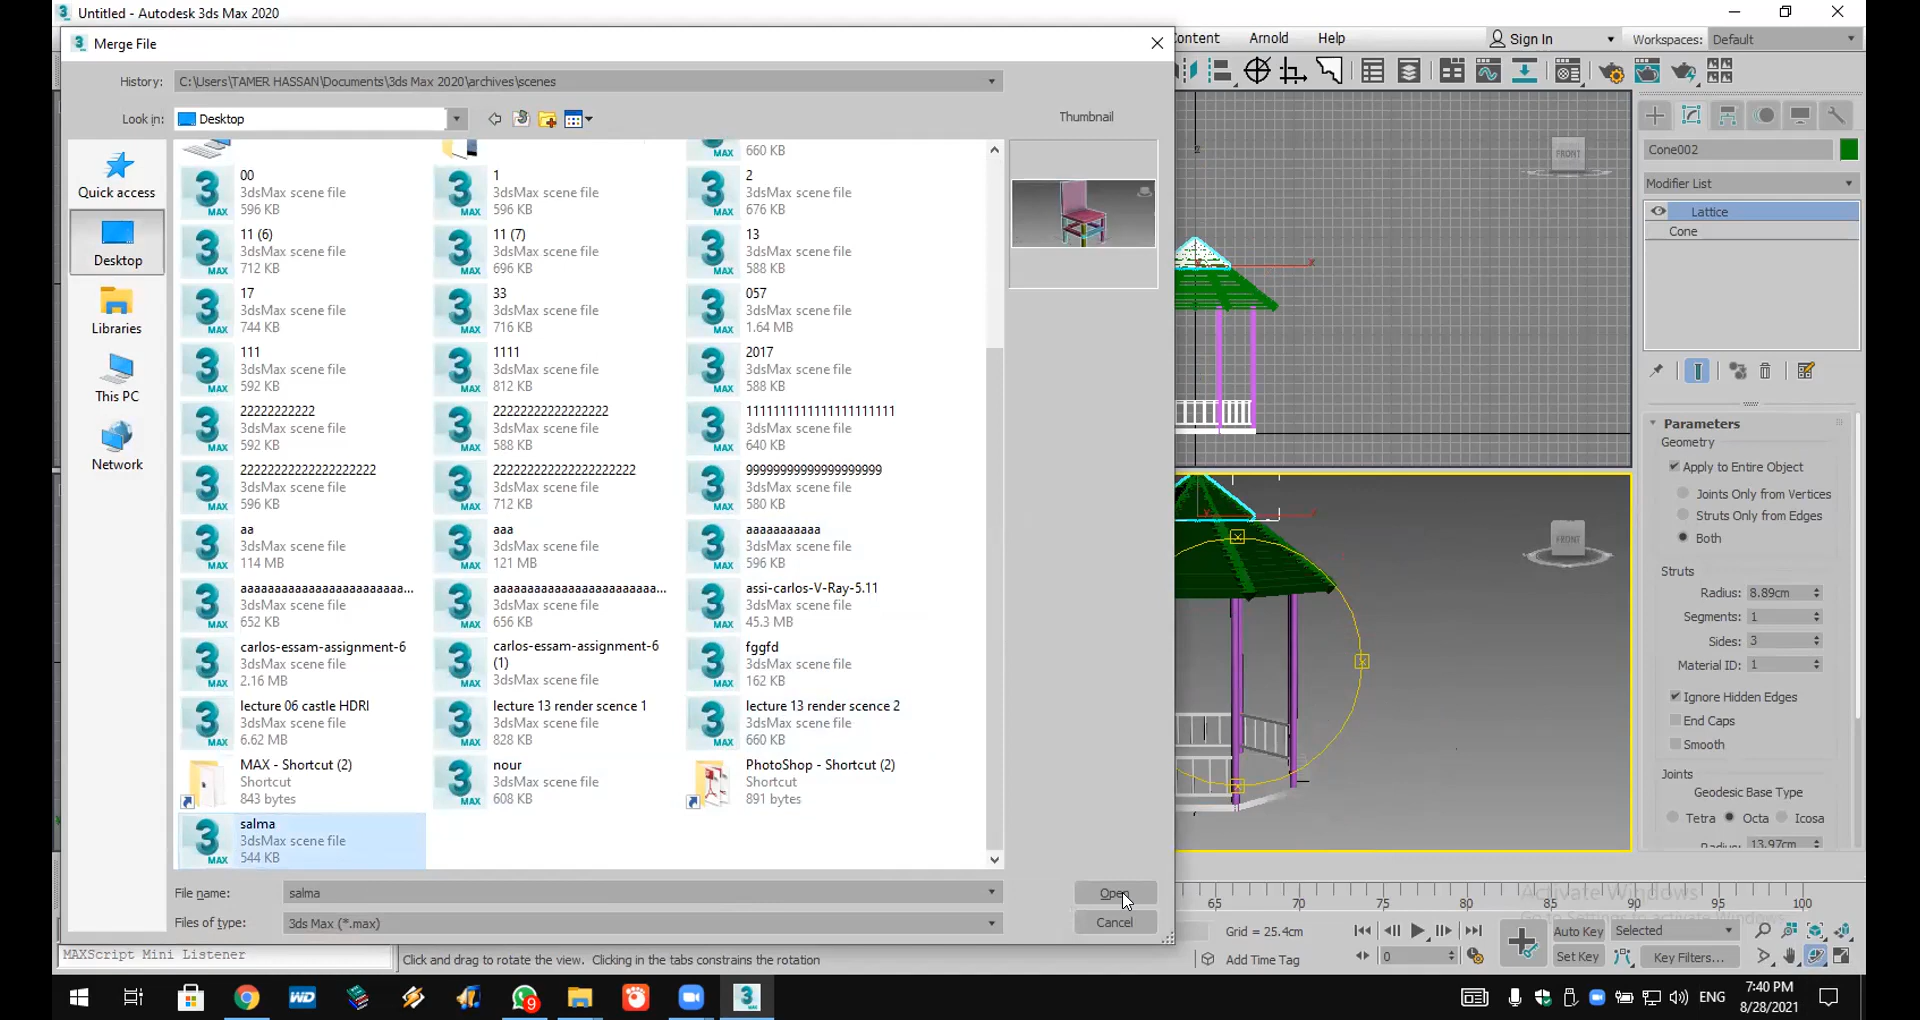 Untitled - Autodesk 3ds Max 2020
Merge File
Content Arnold Help
Sign In
Workspaces: Default
History: C:\Users\TAMER HASSAN\Documents\3ds Max 2020\archives\scenes
Look in: Desktop
Thumbnail
Quick access
Desktop
Libraries
This PC
Network
660 KB
00
3dsMax scene file
596 KB
1
3dsMax scene file
596 KB
2
3dsMax scene file
676 KB
11 (6)
3dsMax scene file
712 KB
11 (7)
3dsMax scene file
696 KB
13
3dsMax scene file
588 KB
17
3dsMax scene file
744 KB
33
3dsMax scene file
716 KB
057
3dsMax scene file
1.64 MB
111
3dsMax scene file
592 KB
1111
3dsMax scene file
812 KB
2017
3dsMax scene file
588 KB
22222222222
3dsMax scene file
592 KB
3dsMax scene file
588 KB
3dsMax scene file
640 KB
3dsMax scene file
596 KB
3dsMax scene file
712 KB
3dsMax scene file
580 KB
aa
3dsMax scene file
114 MB
aaa
3dsMax scene file
121 MB
aaaaaaaaaaa
3dsMax scene file
596 KB
3dsMax scene file
652 KB
3dsMax scene file
656 KB
assi-carlos-V-Ray-5.11
3dsMax scene file
45.3 MB
carlos-essam-assignment-6
3dsMax scene file
2.16 MB
carlos-essam-assignment-6
(1)
3dsMax scene file
fggfd
3dsMax scene file
162 KB
lecture 06 castle HDRI
3dsMax scene file
6.62 MB
lecture 13 render scence 1
3dsMax scene file
828 KB
lecture 13 render scence 2
3dsMax scene file
660 KB
MAX - Shortcut (2)
Shortcut
843 bytes
nour
3dsMax scene file
608 KB
PhotoShop - Shortcut (2)
Shortcut
891 bytes
salma
3dsMax scene file
544 KB
File name: salma
Files of type: 3ds Max (*.max)
Open
Cancel
FRONT
FRONT
Cone002
Modifier List
Lattice
Cone
Parameters
Geometry
Apply to Entire Object
Joints Only from Vertices
Struts Only from Edges
Both
Struts
Radius: 8.89cm
Segments: 1
Sides: 3
Material ID: 1
Ignore Hidden Edges
End Caps
Smooth
Joints
Geodesic Base Type
Tetra Octa Icosa
Radius: 13.97cm
Activate Windows
Go to Settings to activate Windows.
65 70 75 80 85 90 95 100
Grid = 25.4cm
Add Time Tag
0
Auto Key
Set Key
Selected
Key Filters...
MAXScript Mini Listener
Click and drag to rotate the view. Clicking in the tabs constrains the rotation
9
ENG
7:40 PM
8/28/2021